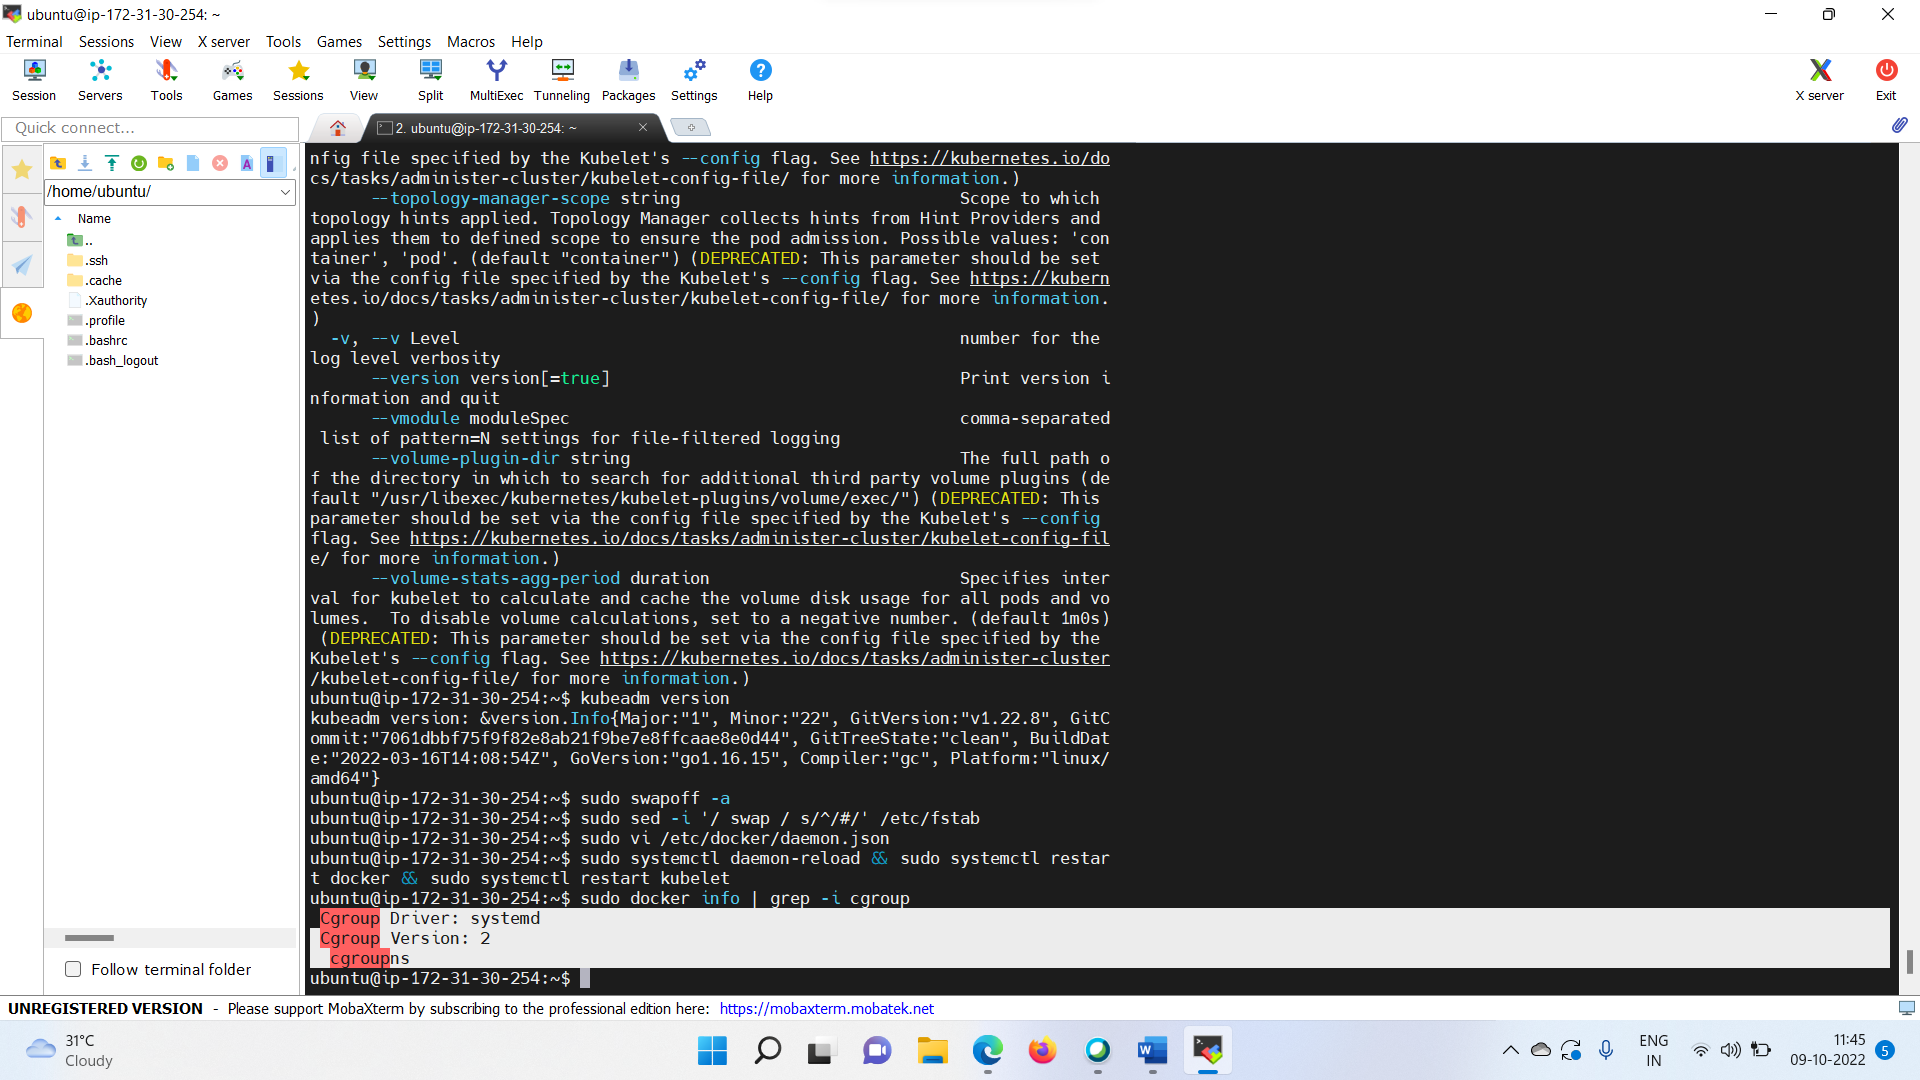 ubuntu@ip-172-31-30-254: ~
Terminal Sessions View X server Tools Games Settings Macros Help
Session Servers Tools Games Sessions View Split MultiExec Tunneling Packages Settings Help X server Exit
Quick connect...
2. ubuntu@ip-172-31-30-254: ~
/home/ubuntu/
Name
..
.ssh
.cache
.Xauthority
.profile
.bashrc
.bash_logout
Follow terminal folder
nfig file specified by the Kubelet's --config flag. See https://kubernetes.io/do
cs/tasks/administer-cluster/kubelet-config-file/ for more information.)
--topology-manager-scope string Scope to which
topology hints applied. Topology Manager collects hints from Hint Providers and
applies them to defined scope to ensure the pod admission. Possible values: 'con
tainer', 'pod'. (default "container") (DEPRECATED: This parameter should be set
via the config file specified by the Kubelet's --config flag. See https://kubern
etes.io/docs/tasks/administer-cluster/kubelet-config-file/ for more information.
)
-v, --v Level number for the
log level verbosity
--version version[=true] Print version i
nformation and quit
--vmodule moduleSpec comma-separated
list of pattern=N settings for file-filtered logging
--volume-plugin-dir string The full path o
f the directory in which to search for additional third party volume plugins (de
fault "/usr/libexec/kubernetes/kubelet-plugins/volume/exec/") (DEPRECATED: This
parameter should be set via the config file specified by the Kubelet's --config
flag. See https://kubernetes.io/docs/tasks/administer-cluster/kubelet-config-fil
e/ for more information.)
--volume-stats-agg-period duration Specifies inter
val for kubelet to calculate and cache the volume disk usage for all pods and vo
lumes.  To disable volume calculations, set to a negative number. (default 1m0s)
(DEPRECATED: This parameter should be set via the config file specified by the
Kubelet's --config flag. See https://kubernetes.io/docs/tasks/administer-cluster
/kubelet-config-file/ for more information.)
ubuntu@ip-172-31-30-254:~$ kubeadm version
kubeadm version: &version.Info{Major:"1", Minor:"22", GitVersion:"v1.22.8", GitC
ommit:"7061dbbf75f9f82e8ab21f9be7e8ffcaae8e0d44", GitTreeState:"clean", BuildDat
e:"2022-03-16T14:08:54Z", GoVersion:"go1.16.15", Compiler:"gc", Platform:"linux/
amd64"}
ubuntu@ip-172-31-30-254:~$ sudo swapoff -a
ubuntu@ip-172-31-30-254:~$ sudo sed -i '/ swap / s/^/#/' /etc/fstab
ubuntu@ip-172-31-30-254:~$ sudo vi /etc/docker/daemon.json
ubuntu@ip-172-31-30-254:~$ sudo systemctl daemon-reload && sudo systemctl restar
t docker && sudo systemctl restart kubelet
ubuntu@ip-172-31-30-254:~$ sudo docker info | grep -i cgroup
Cgroup Driver: systemd
Cgroup Version: 2
cgroupns
ubuntu@ip-172-31-30-254:~$
UNREGISTERED VERSION - Please support MobaXterm by subscribing to the professional edition here: https://mobaxterm.mobatek.net
31°C
Cloudy
ENG
IN
11:45
09-10-2022
5